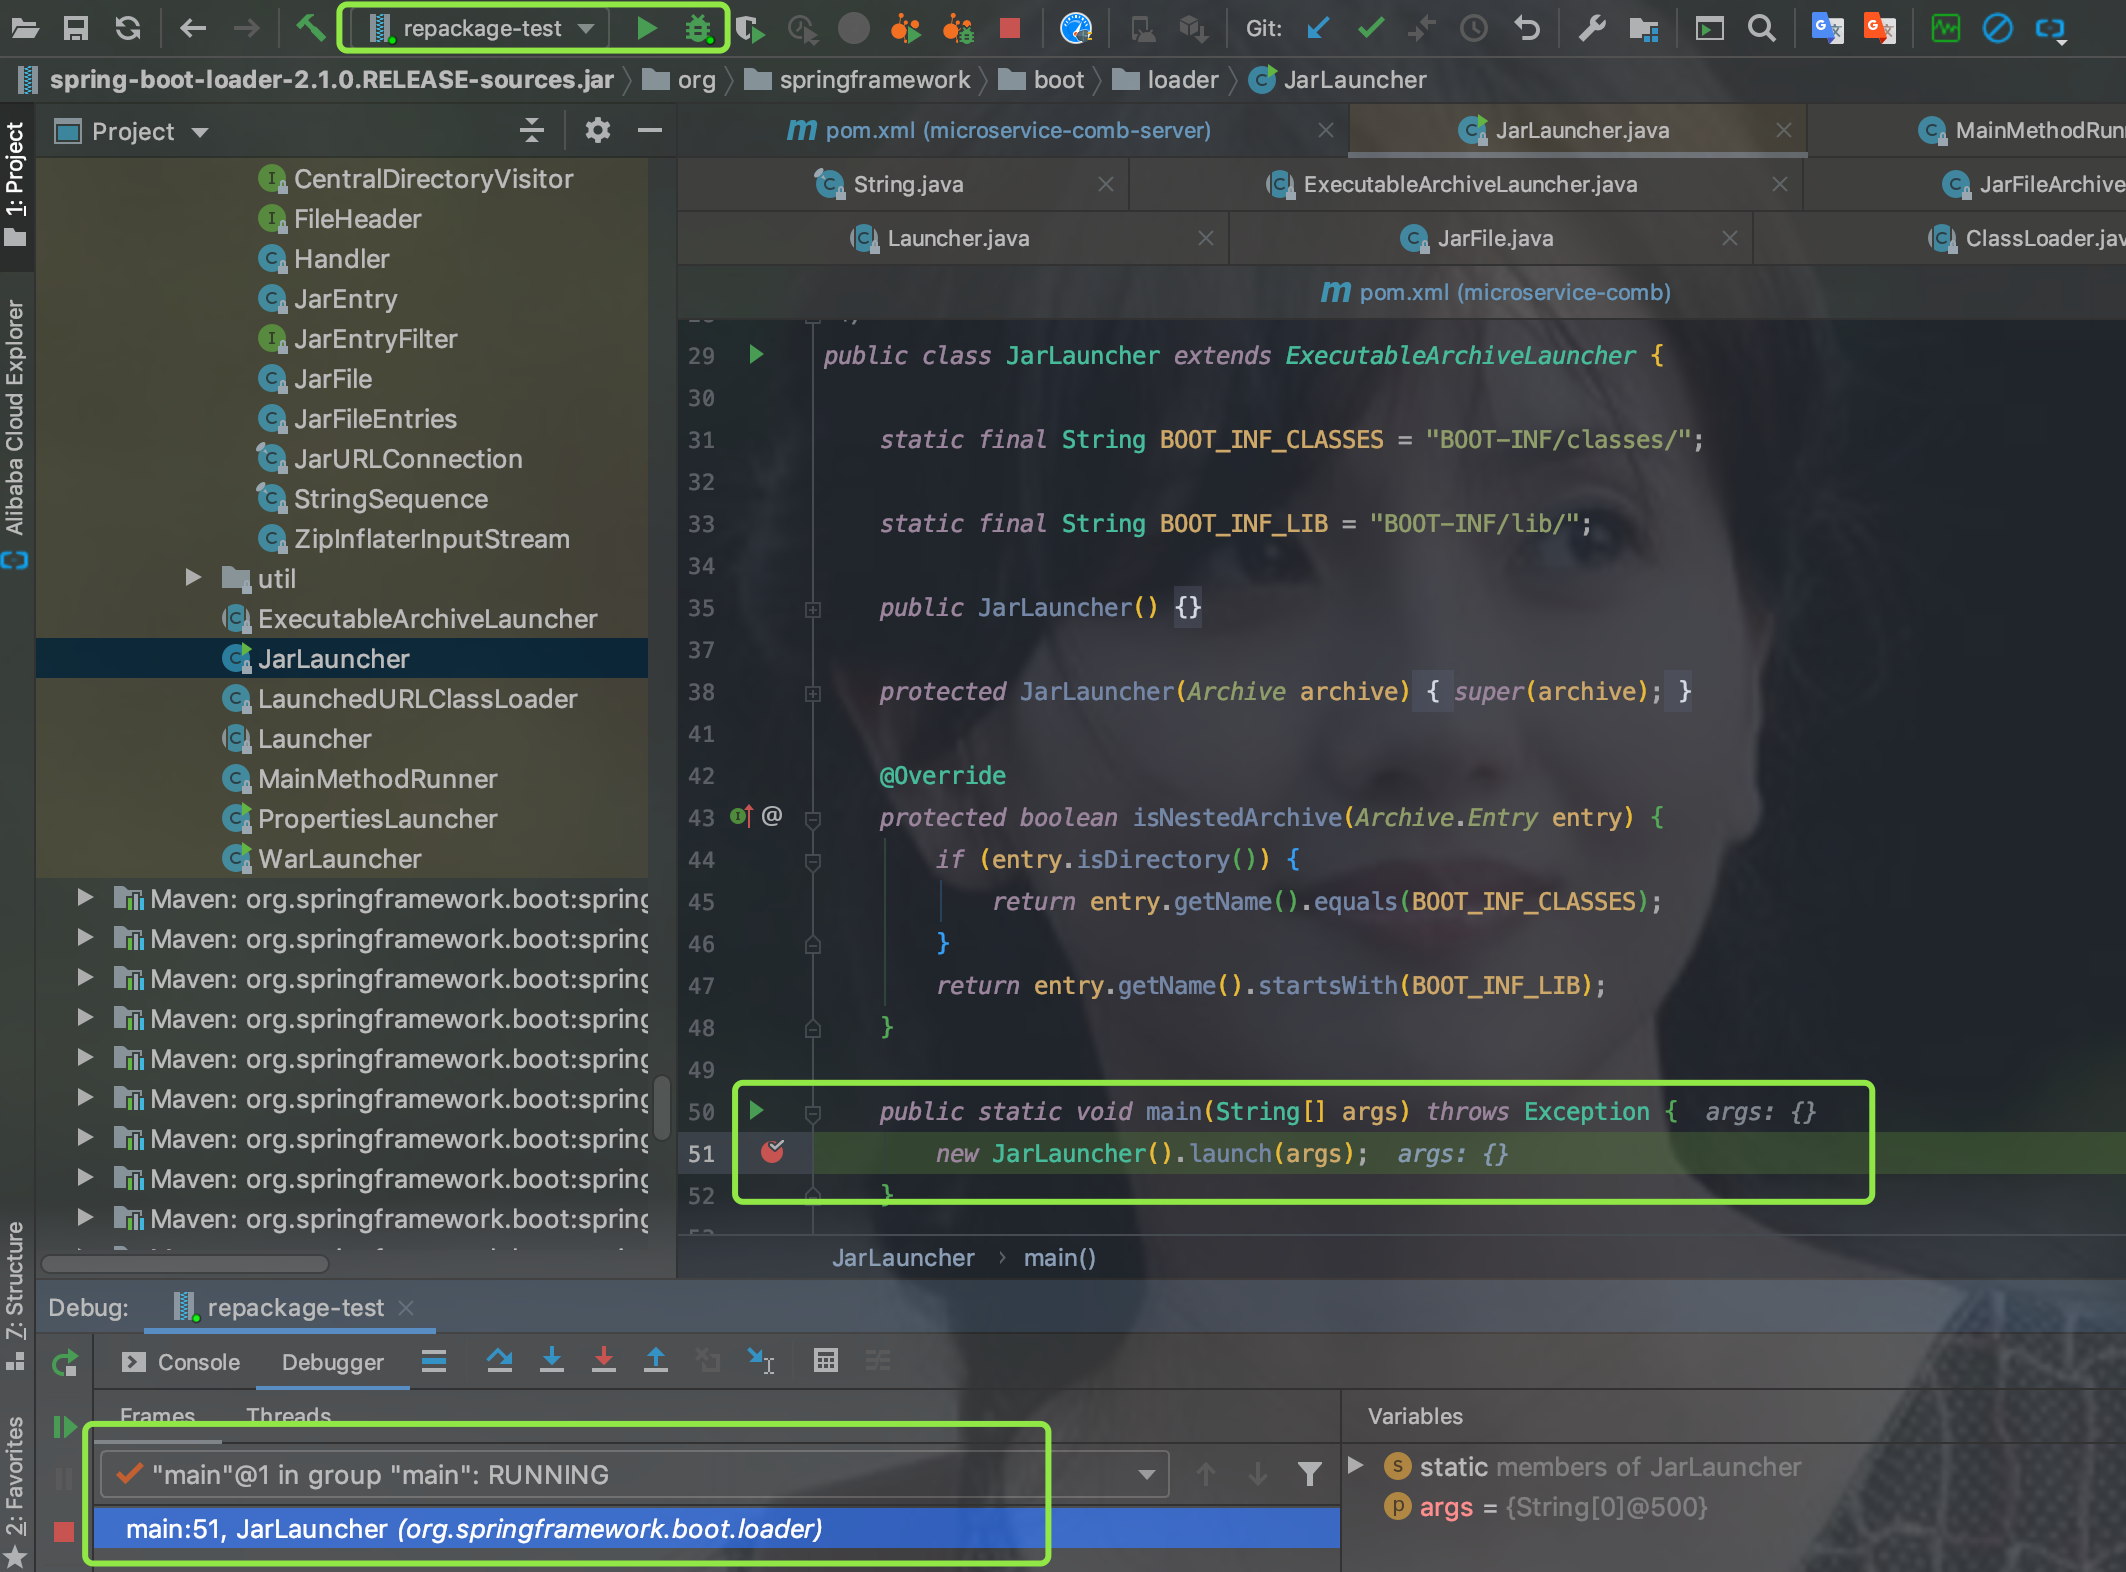 repackage-test
Git:
spring-boot-loader-2.1.0.RELEASE-sources.jar
org
springframework
boot
loader
JarLauncher
1: Project
Alibaba Cloud Explorer
7: Structure
2: Favorites
Project
CentralDirectoryVisitor
FileHeader
Handler
JarEntry
JarEntryFilter
JarFile
JarFileEntries
JarURLConnection
StringSequence
ZipInflaterInputStream
util
ExecutableArchiveLauncher
JarLauncher
LaunchedURLClassLoader
Launcher
MainMethodRunner
PropertiesLauncher
WarLauncher
Maven: org.springframework.boot:spring
Maven: org.springframework.boot:spring
Maven: org.springframework.boot:spring
Maven: org.springframework.boot:spring
Maven: org.springframework.boot:spring
Maven: org.springframework.boot:spring
Maven: org.springframework.boot:spring
Maven: org.springframework.boot:spring
Maven: org.springframework.boot:spring
pom.xml (microservice-comb-server)
JarLauncher.java
MainMethodRun
String.java
ExecutableArchiveLauncher.java
JarFileArchive
Launcher.java
JarFile.java
ClassLoader.jav
pom.xml (microservice-comb)
29 public class JarLauncher extends ExecutableArchiveLauncher {
30
31 static final String BOOT_INF_CLASSES = "BOOT-INF/classes/";
32
33 static final String BOOT_INF_LIB = "BOOT-INF/lib/";
34
35 public JarLauncher() {}
37
38 protected JarLauncher(Archive archive) { super(archive); }
41
42 @Override
43 @ protected boolean isNestedArchive(Archive.Entry entry) {
44 if (entry.isDirectory()) {
45 return entry.getName().equals(BOOT_INF_CLASSES);
46 }
47 return entry.getName().startsWith(BOOT_INF_LIB);
48 }
49
50 public static void main(String[] args) throws Exception { args: {}
51 new JarLauncher().launch(args); args: {}
52 }
JarLauncher › main()
Debug:
repackage-test
Console
Debugger
Frames
Threads
Variables
"main"@1 in group "main": RUNNING
main:51, JarLauncher (org.springframework.boot.loader)
static members of JarLauncher
args = {String[0]@500}